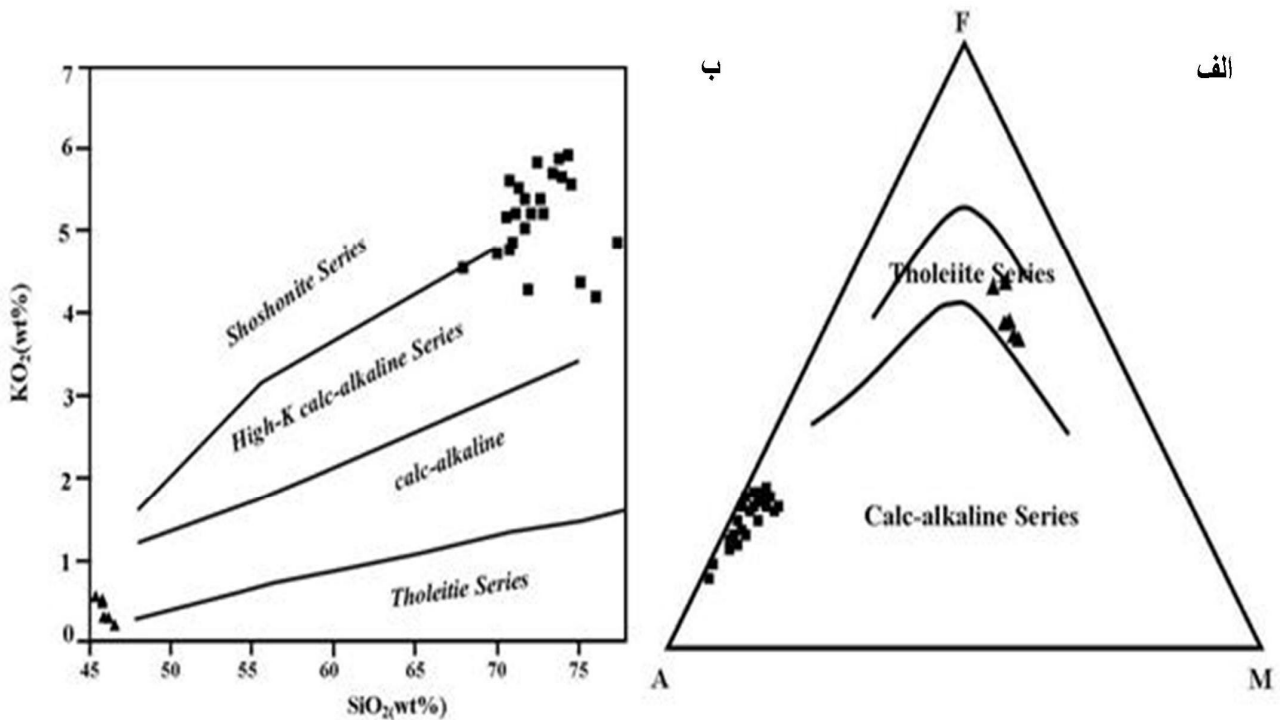 ب
الف
F
7
6
5
4
3
2
1
0
KO₂(wt%)
Shoshonite Series
High-K calc-alkaline Series
calc-alkaline
Tholeitie Series
45
50
55
60
65
70
75
SiO₂(wt%)
Tholeiite Series
Calc-alkaline Series
A
M